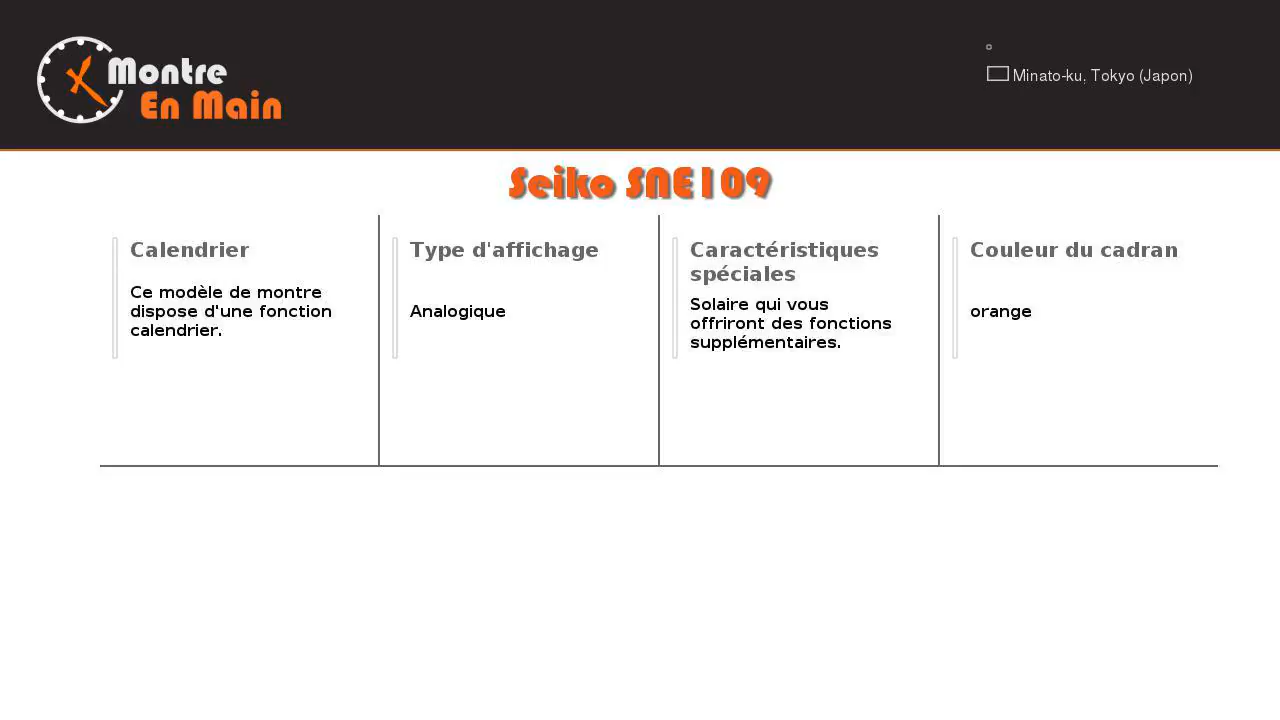 Montre
En Main
Minato-ku, Tokyo (Japon)
Seiko SNE109
Calendrier
Ce modèle de montre
dispose d'une fonction
calendrier.
Type d'affichage
Analogique
Caractéristiques
spéciales
Solaire qui vous
offriront des fonctions
supplémentaires.
Couleur du cadran
orange